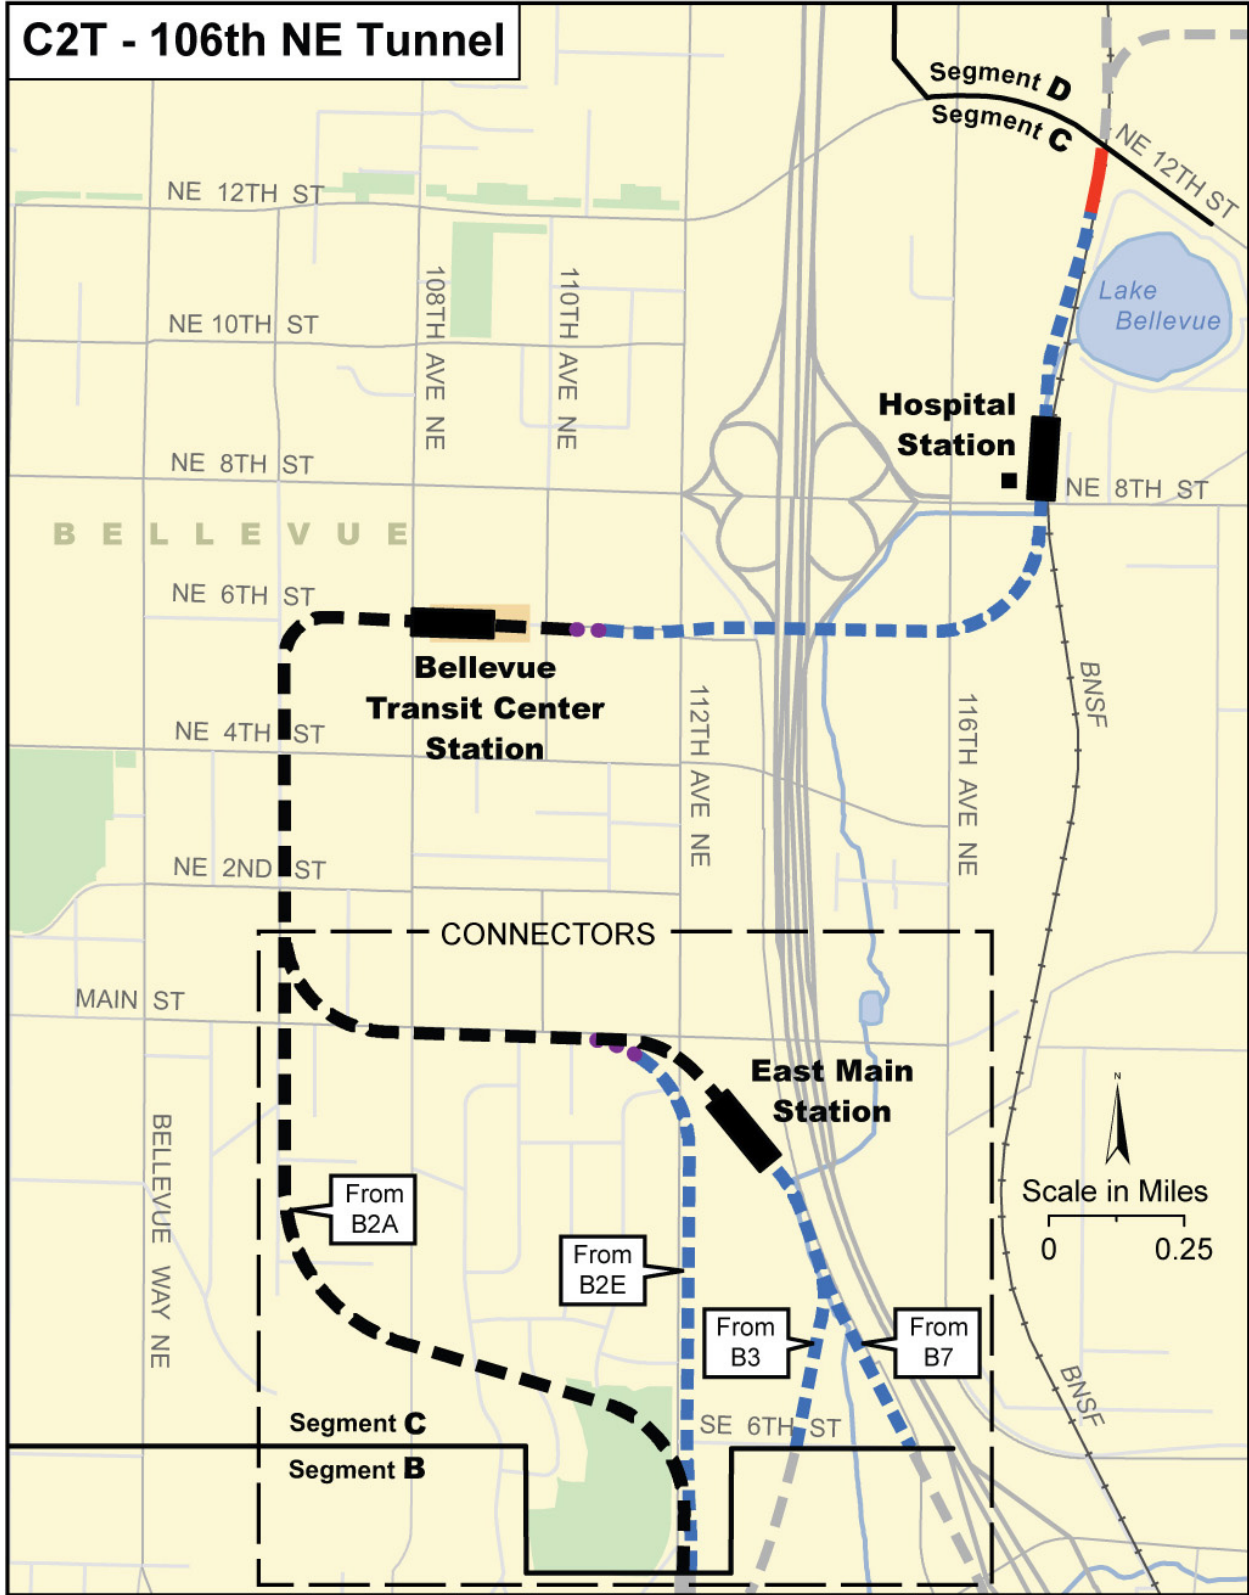 C2T - 106th NE Tunnel
Segment D
Segment C
NE 12TH ST
NE 12TH ST
108TH AVE NE
110TH AVE NE
Lake
Bellevue
NE 10TH ST
Hospital
Station
NE 8TH ST
NE 8TH ST
BELLEVUE
NE 6TH ST
Bellevue
Transit Center
Station
BNSF
112TH AVE NE
116TH AVE NE
NE 4TH ST
NE 2ND ST
CONNECTORS
MAIN ST
East Main
Station
N
BELLEVUE WAY NE
From
B2A
Scale in Miles
0 0.25
From
B2E
From
B3
From
B7
BNSF
Segment C
SE 6TH ST
Segment B